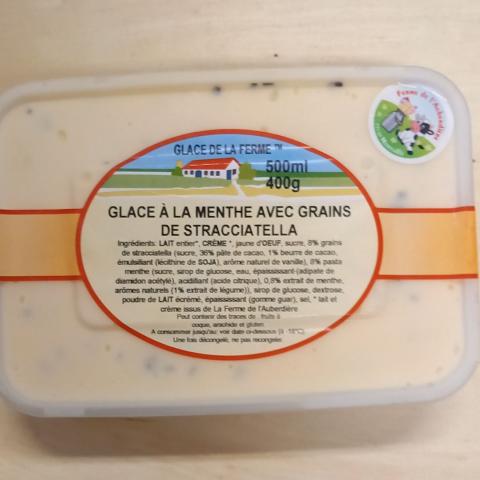 Ferme de l'Auberdière
GLACE DE LA FERME ™
500ml
400g
GLACE À LA MENTHE AVEC GRAINS
DE STRACCIATELLA
Ingrédients: LAIT entier*, CRÈME *, jaune d'OEUF, sucre, 8% grains
de stracciatella (sucre, 36% pâte de cacao, 1% beurre de cacao,
émulsifiant (lécithine de SOJA), arôme naturel de vanille), 8% pasta
menthe (sucre, sirop de glucose, eau, épaississant-(adipate de
diamidon acétylé), acidifiant (acide citrique), 0,8% extrait de menthe,
arômes naturels (1% extrait de légume)), sirop de glucose, dextrose,
poudre de LAIT écrémé, épaississant (gomme guar), sel, * lait et
crème issus de La Ferme de l'Auberdière
Peut contenir des traces de : fruits à
coque, arachide et gluten
A consommer jusqu'au: voir date ci-dessous (à -18°C)
Une fois décongelé, ne pas recongeler.